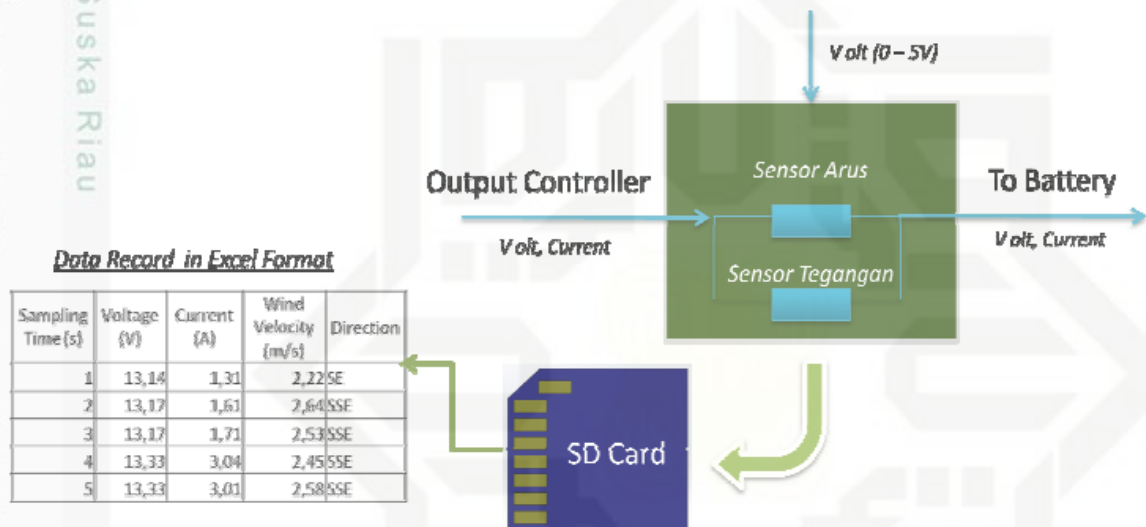 Suska Riau
Volt (0 – 5V)
Sensor Arus
Output Controller
To Battery
Volt, Current
Volt, Current
Sensor Tegangan
Data Record in Excel Format
Sampling Time (s) Voltage (V) Current (A) Wind Velocity (m/s) Direction
1 13,14 1,31 2,22 SE
2 13,17 1,61 2,64 SSE
3 13,17 1,71 2,53 SSE
4 13,33 3,04 2,45 SSE
5 13,33 3,01 2,58 SSE
SD Card